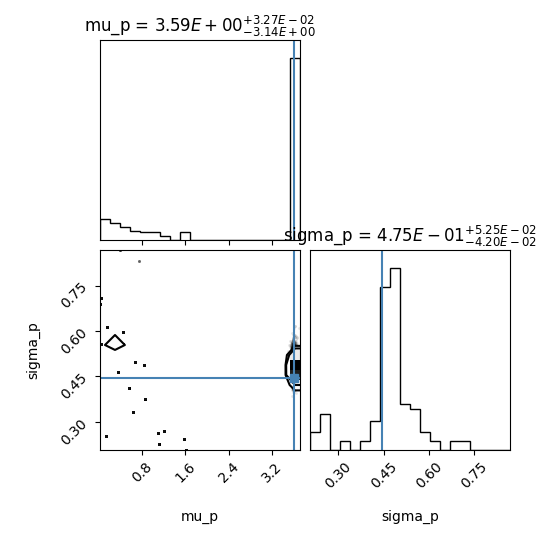 mu_p = 3.59E + 00+3.27E − 02−3.14E + 00
sigma_p = 4.75E − 01+5.25E − 02−4.20E − 02
0.75
0.60
0.45
0.30
sigma_p
0.8 1.6 2.4 3.2
0.30 0.45 0.60 0.75
mu_p
sigma_p